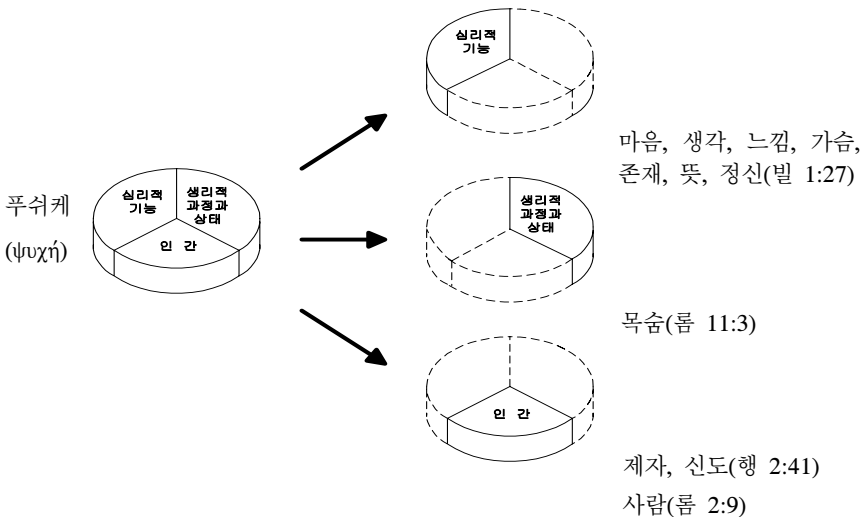 푸쉬케
(ψυχή)
심리적
기능
생리적
과정과
상태
인 간
심리적
기능
마음, 생각, 느낌, 가슴,
존재, 뜻, 정신(빌 1:27)
생리적
과정과
상태
목숨(롬 11:3)
인 간
제자, 신도(행 2:41)
사람(롬 2:9)